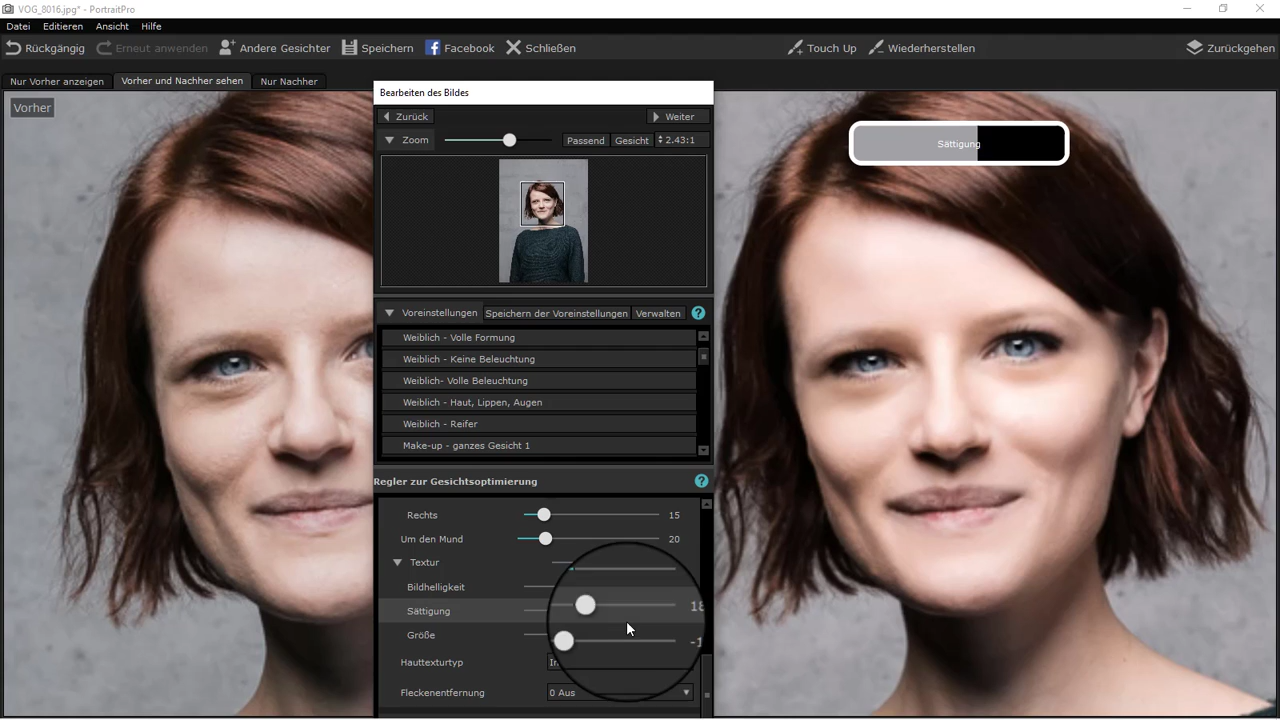 VOG_8016.jpg* - PortraitPro
Datei Editieren Ansicht Hilfe
Rückgängig Erneut anwenden Andere Gesichter Speichern Facebook Schließen Touch Up Wiederherstellen Zurückgehen
Nur Vorher anzeigen Vorher und Nachher sehen Nur Nachher
Vorher
Bearbeiten des Bildes
Zurück Weiter
Zoom Passend Gesicht 2.43:1
Sättigung
Voreinstellungen Speichern der Voreinstellungen Verwalten ?
Weiblich - Volle Formung
Weiblich - Keine Beleuchtung
Weiblich- Volle Beleuchtung
Weiblich - Haut, Lippen, Augen
Weiblich - Reifer
Make-up - ganzes Gesicht 1
Regler zur Gesichtsoptimierung ?
Rechts 15
Um den Mund 20
Textur
Bildhelligkeit
Sättigung
Größe
Hauttexturtyp
Fleckenentfernung 0 Aus